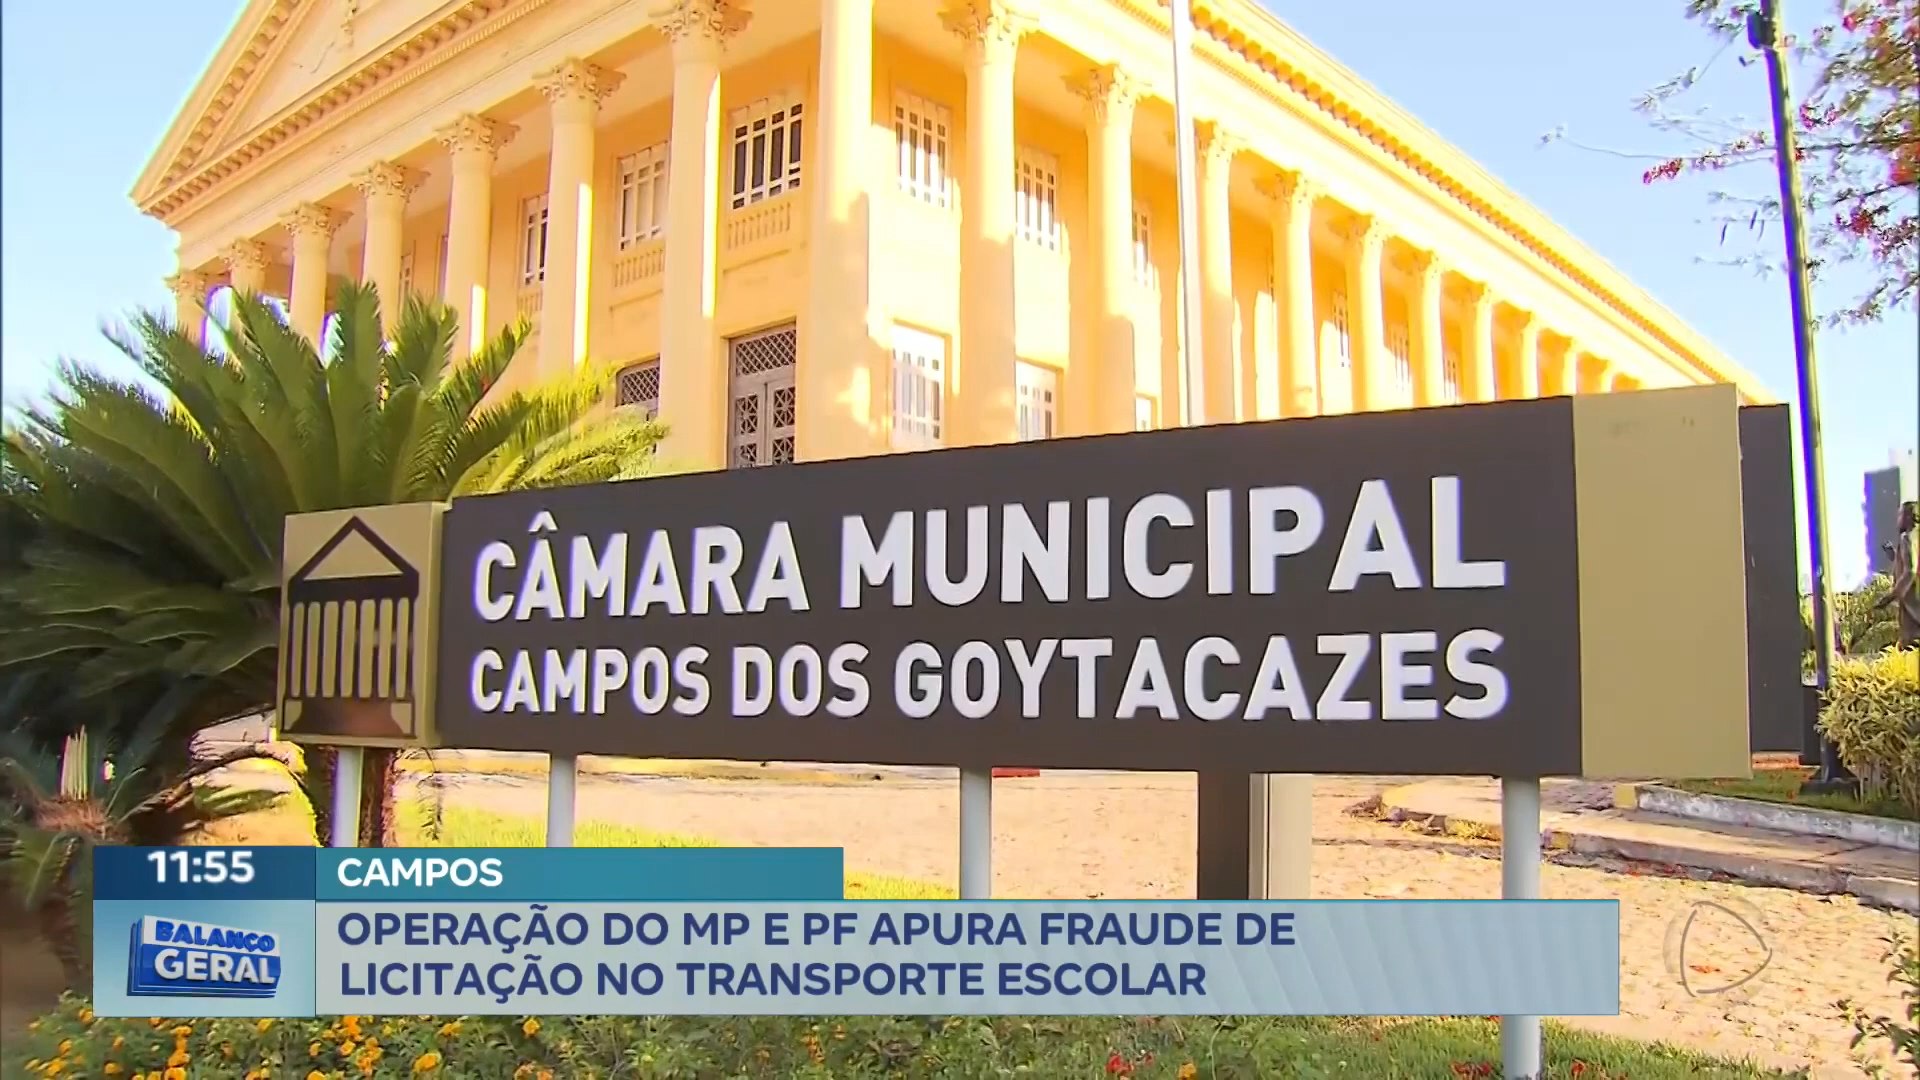 CÂMARA MUNICIPAL
CAMPOS DOS GOYTACAZES
11:55
CAMPOS
BALANÇO
GERAL
OPERAÇÃO DO MP E PF APURA FRAUDE DE
LICITAÇÃO NO TRANSPORTE ESCOLAR